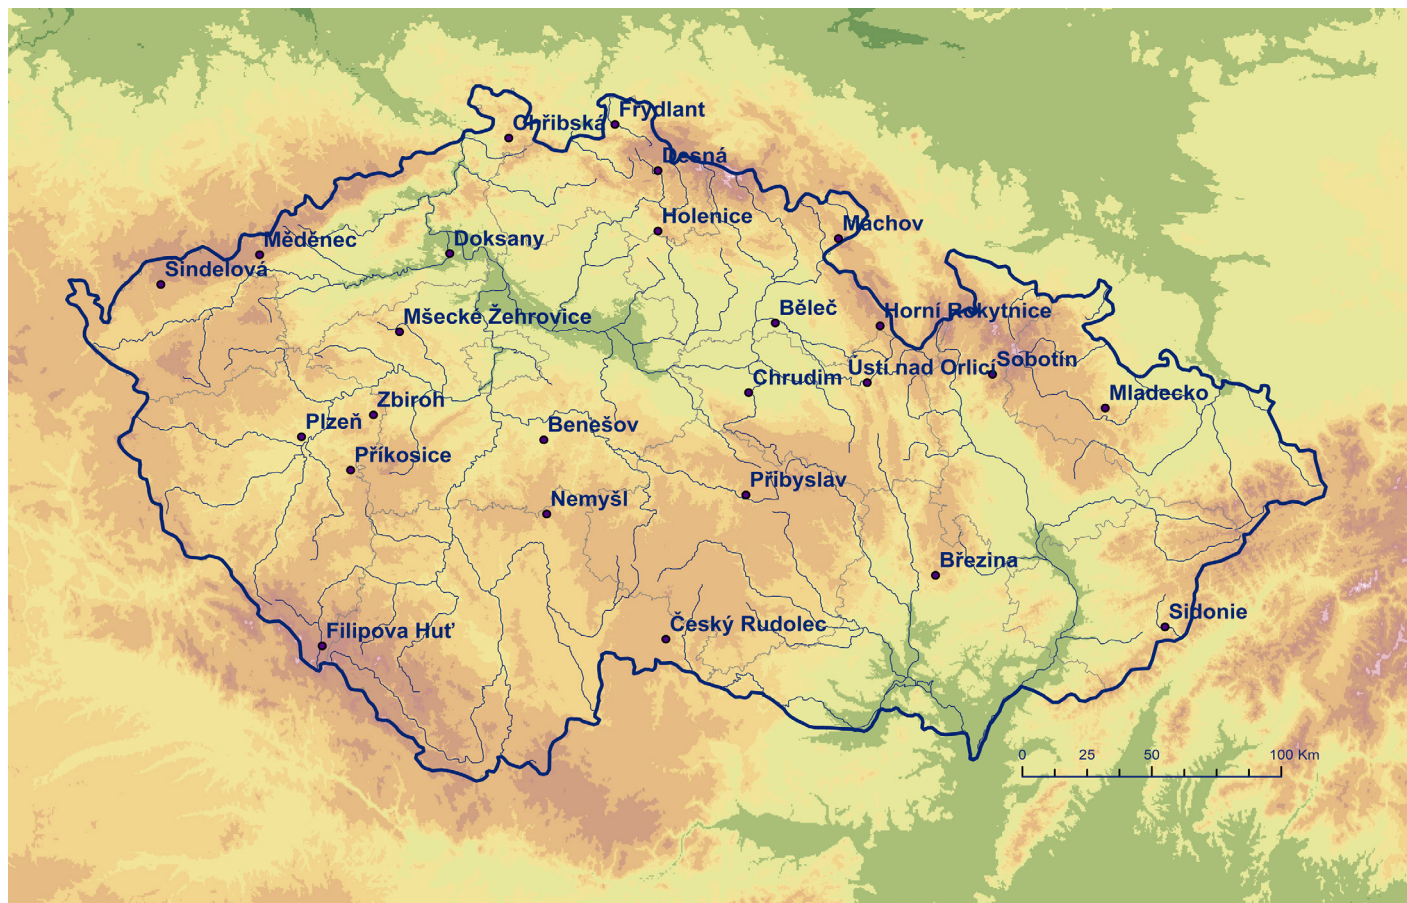 Frýdlant
Chřibská
Desná
Holenice
Machov
Měděnec
Doksany
Šindelová
Mšecké Žehrovice
Běleč
Horní Rokytnice
Ústí nad Orlicí
Sobotín
Chrudim
Mladecko
Zbiroh
Plzeň
Benešov
Příkosice
Přibyslav
Nemyšl
Březina
Sidonie
Český Rudolec
Filipova Huť
0 25 50 100 Km